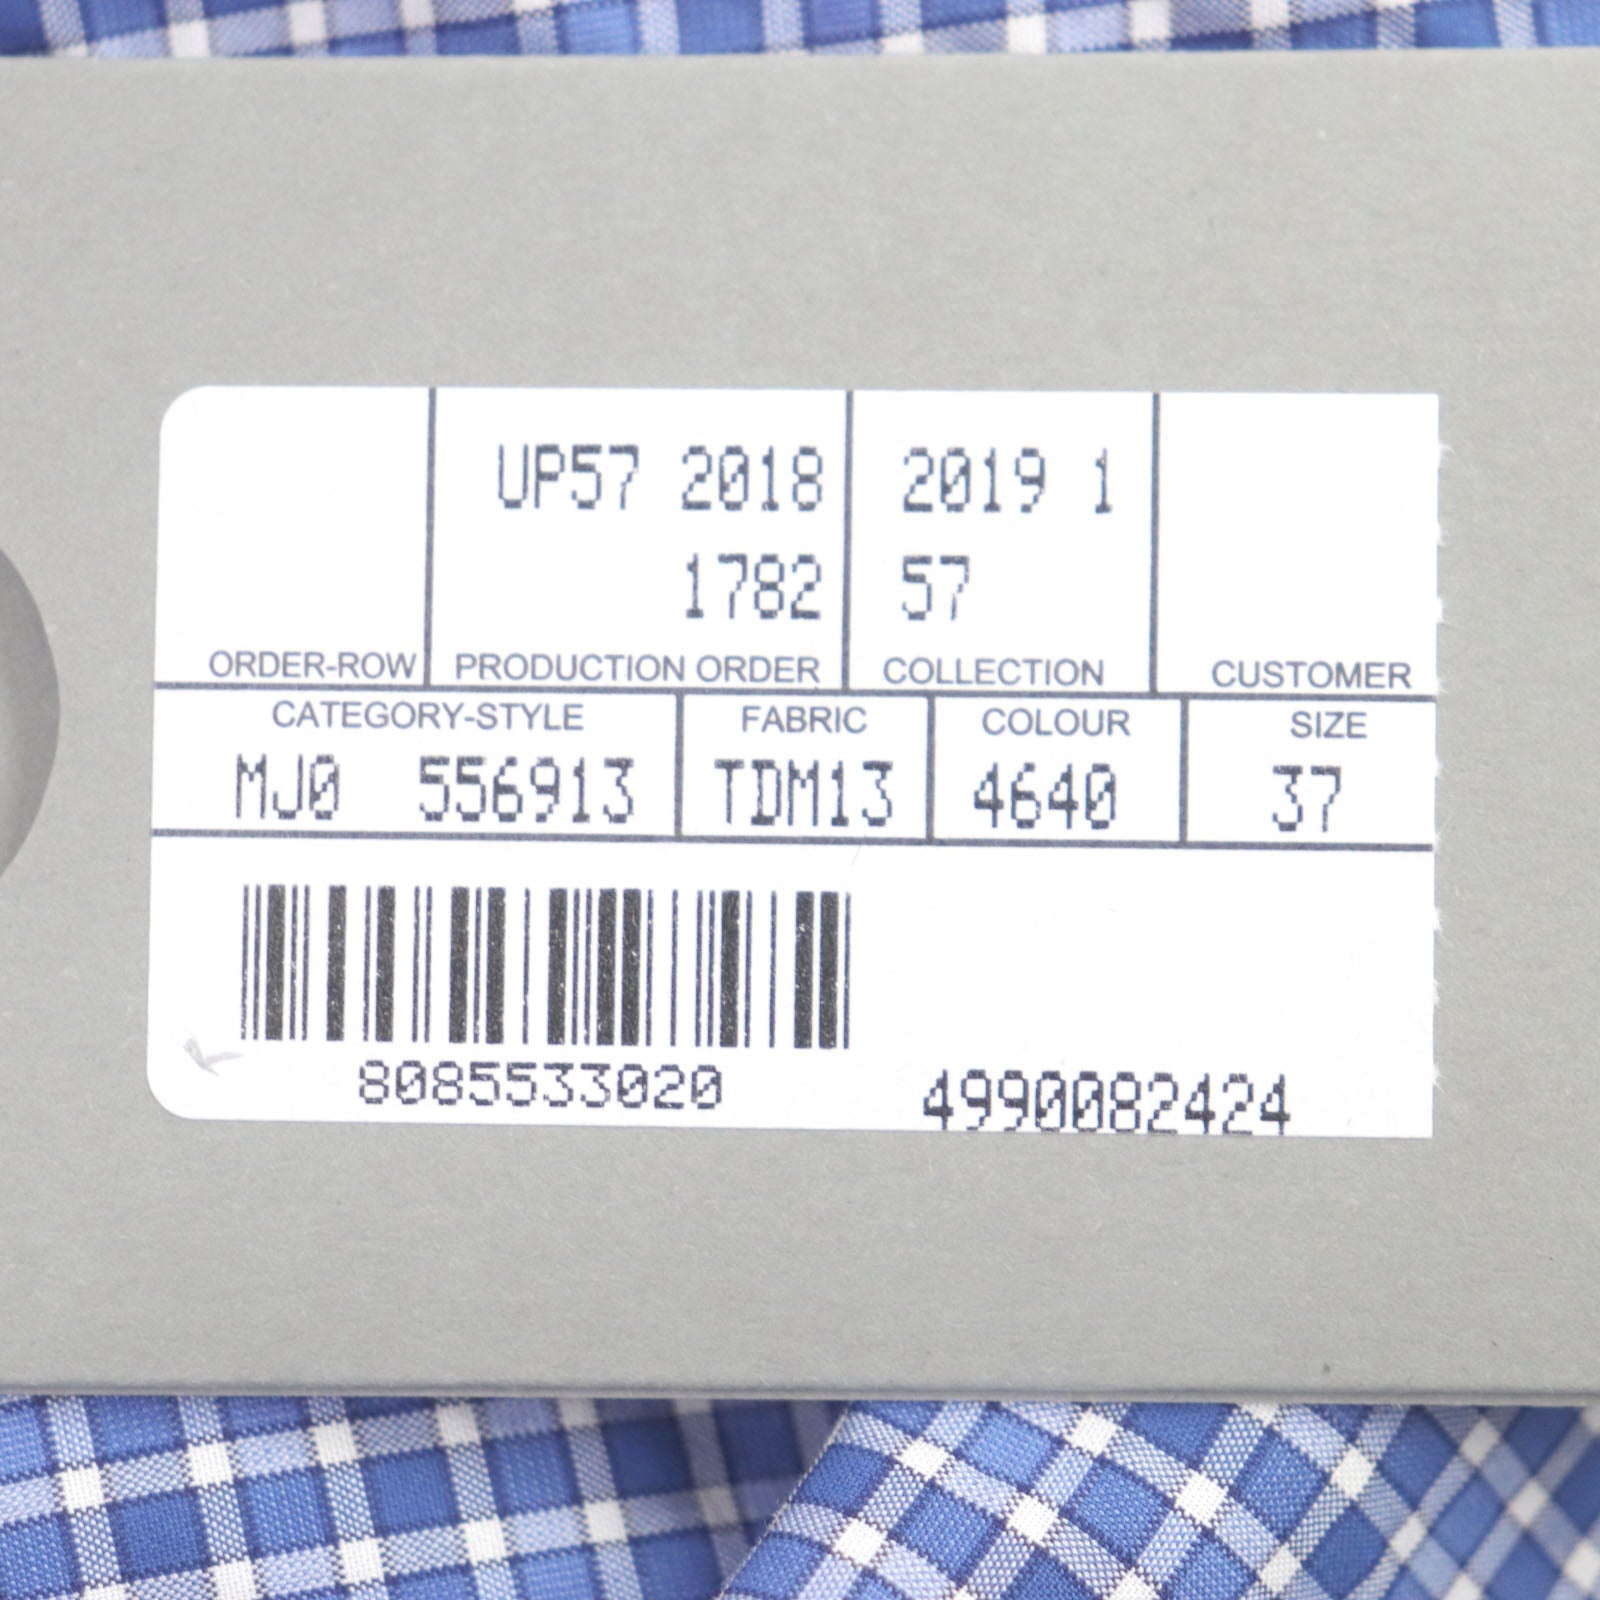 UP57 2018 2019 1
1782 57
ORDER-ROW PRODUCTION ORDER COLLECTION CUSTOMER
CATEGORY-STYLE FABRIC COLOUR SIZE
MJ0 556913 TDM13 4640 37
8085533020 4990082424